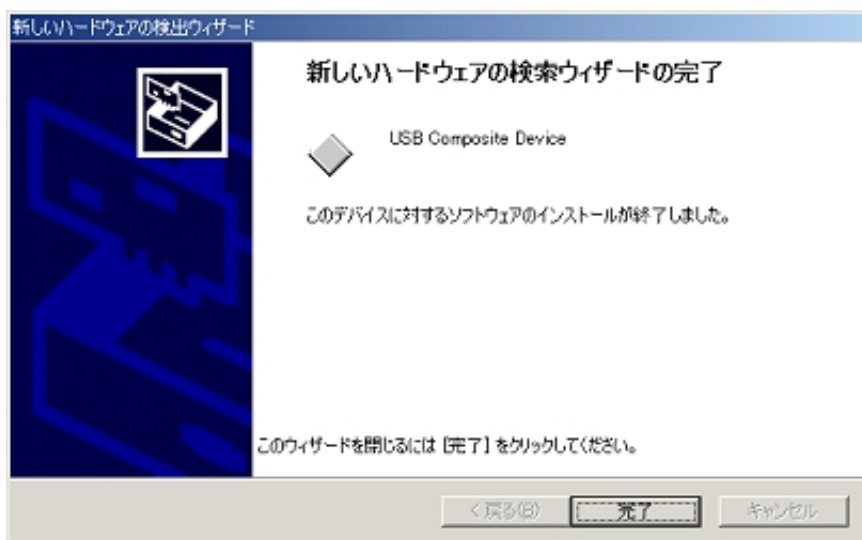 新しいハードウェアの検出ウィザード
新しいハードウェアの検索ウィザードの完了
USB Composite Device
このデバイスに対するソフトウェアのインストールが終了しました。
このウィザードを閉じるには [完了] をクリックしてください。
< 戻る(B)
完了
キャンセル